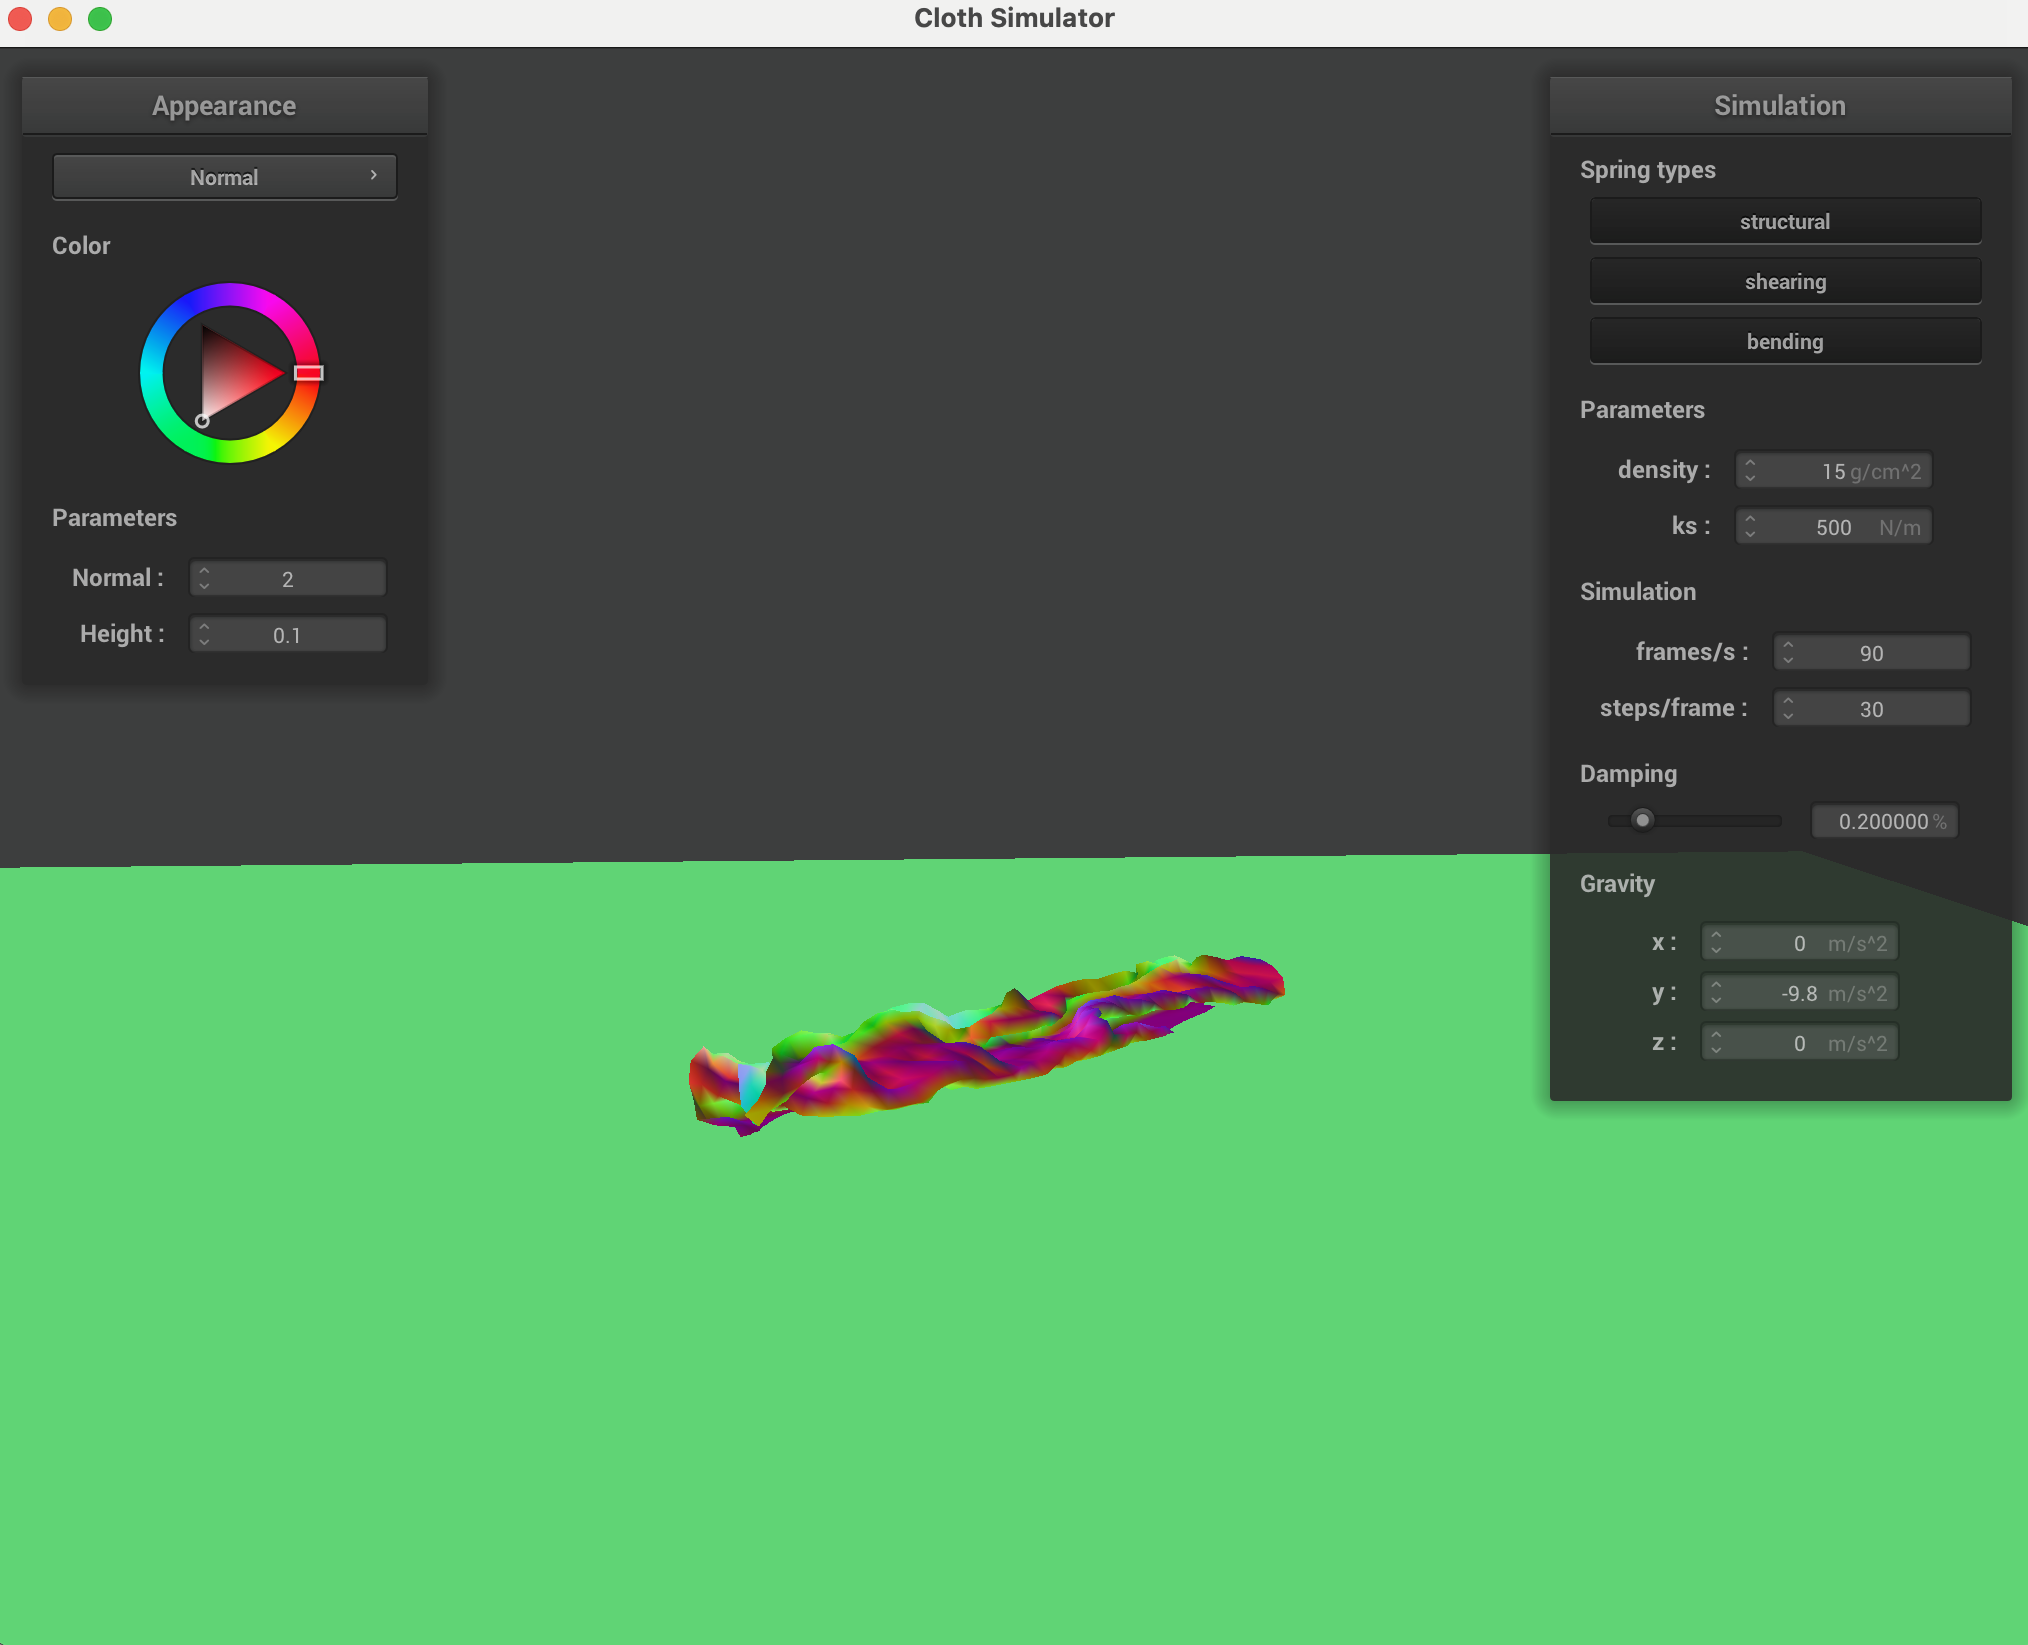 Cloth Simulator
Appearance
Normal
Color
Parameters
Normal : 2
Height : 0.1
Simulation
Spring types
structural
shearing
bending
Parameters
density : 15 g/cm^2
ks : 500 N/m
Simulation
frames/s : 90
steps/frame : 30
Damping
0.200000 %
Gravity
x : 0 m/s^2
y : -9.8 m/s^2
z : 0 m/s^2